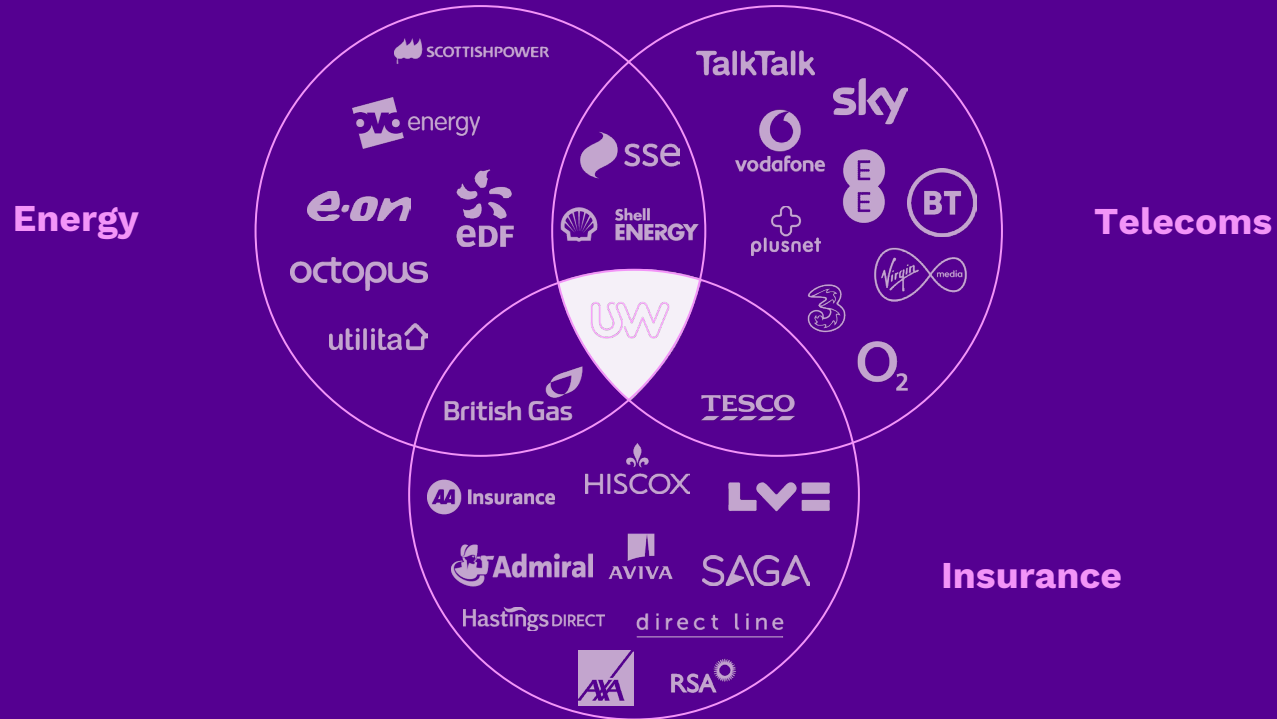 SCOTTISHPOWER
ovo energy
e·on
eDF
octopus
utilita
Energy
sse
Shell
ENERGY
TalkTalk
sky
vodafone
E
E
BT
plusnet
Virgin media
3
O2
Telecoms
UW
British Gas
TESCO
HISCOX
AA Insurance
LV=
Admiral
AVIVA
SAGA
Insurance
Hastings DIRECT
direct line
AXA
RSA